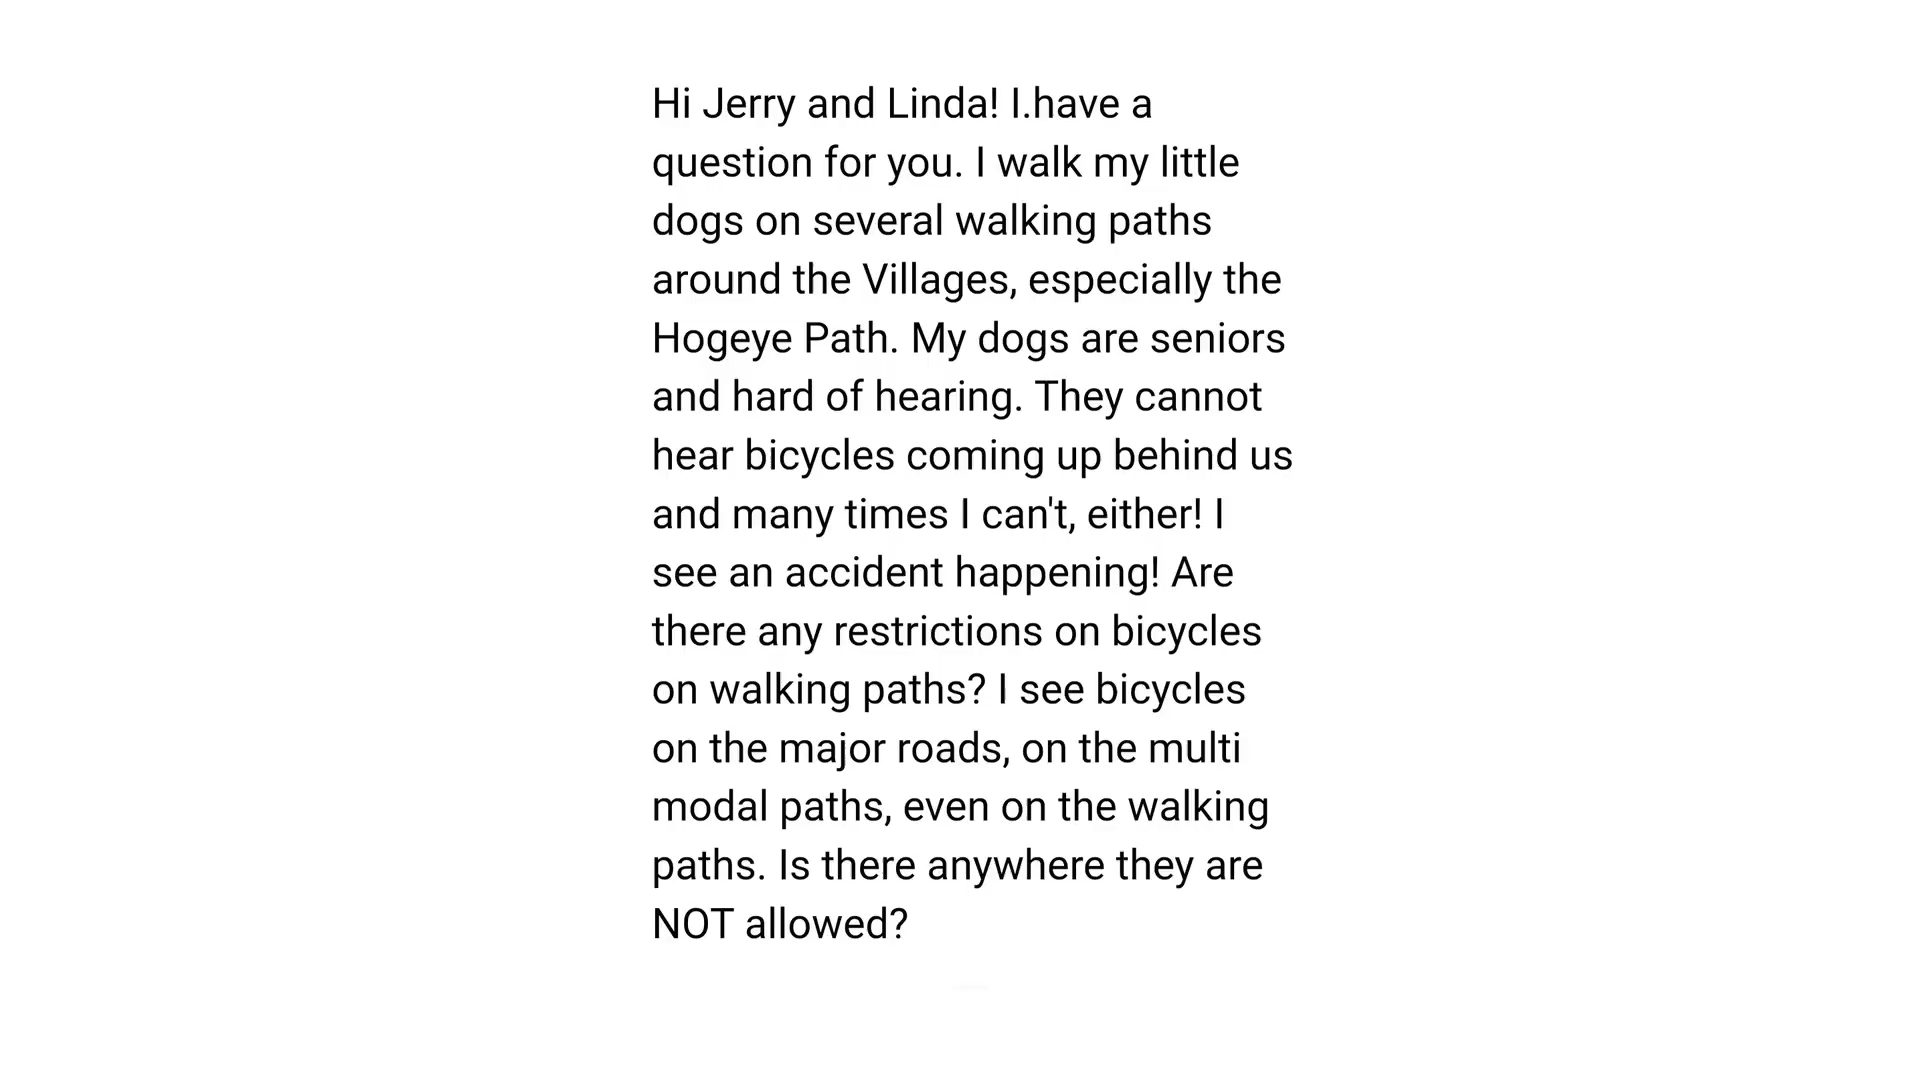 Hi Jerry and Linda! I.have a
question for you. I walk my little
dogs on several walking paths
around the Villages, especially the
Hogeye Path. My dogs are seniors
and hard of hearing. They cannot
hear bicycles coming up behind us
and many times I can't, either! I
see an accident happening! Are
there any restrictions on bicycles
on walking paths? I see bicycles
on the major roads, on the multi
modal paths, even on the walking
paths. Is there anywhere they are
NOT allowed?